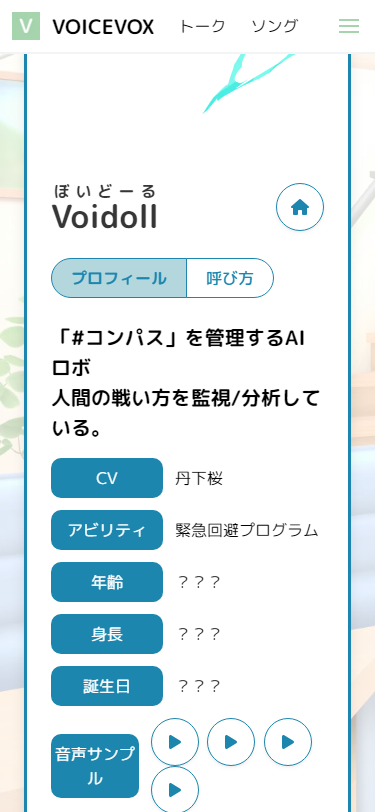 V VOICEVOX トーク ソング
ぼいどーる
Voidoll
プロフィール 呼び方
「#コンパス」を管理するAI
ロボ
人間の戦い方を監視/分析して
いる。
CV 丹下桜
アビリティ 緊急回避プログラム
年齢 ？？？
身長 ？？？
誕生日 ？？？
音声サンプ
ル